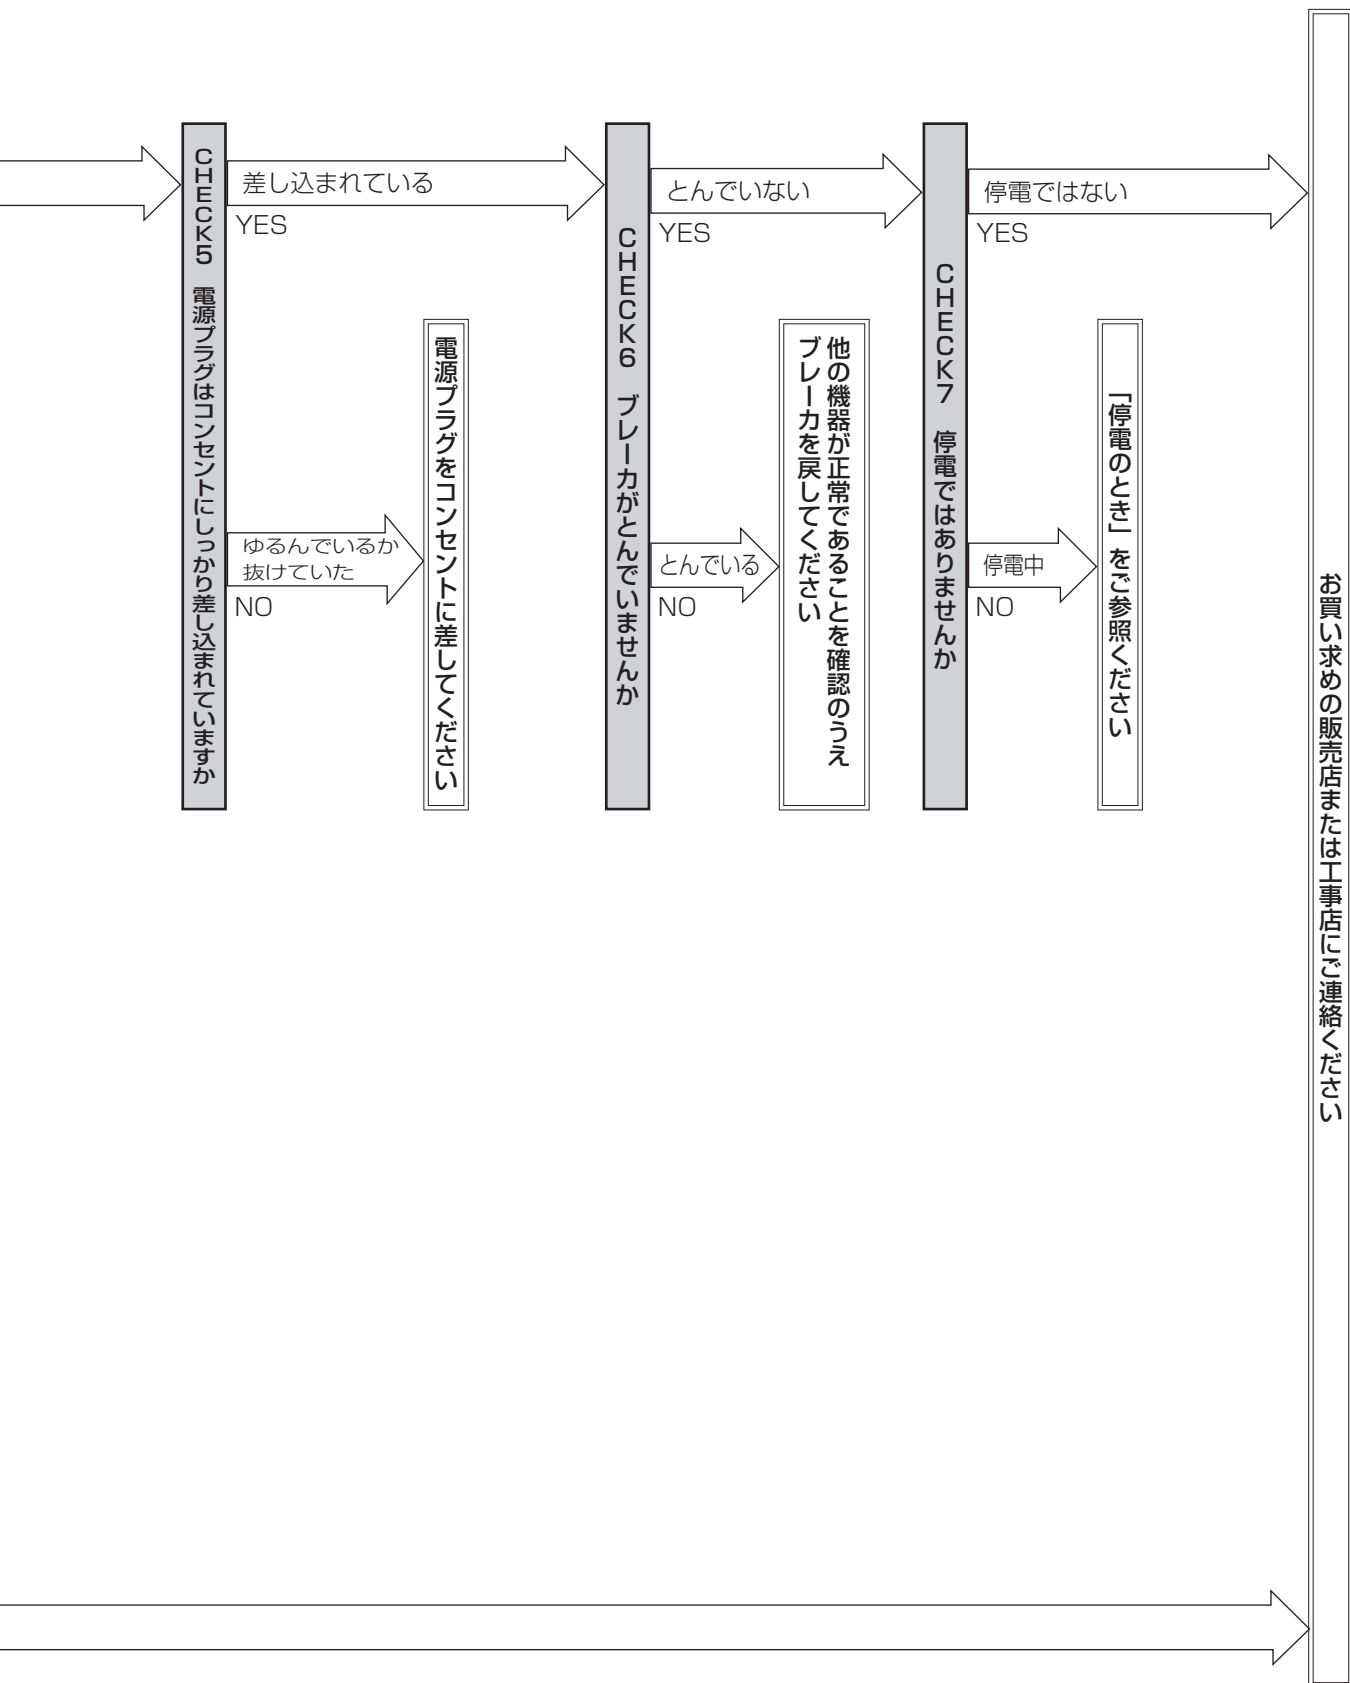 CHECK5　電源プラグはコンセントにしっかり差し込まれていますか
差し込まれている
YES
ゆるんでいるか
抜けていた
NO
電源プラグをコンセントに差してください
CHECK6　ブレーカがとんでいませんか
とんでいない
YES
とんでいる
NO
他の機器が正常であることを確認のうえ
ブレーカを戻してください
CHECK7　停電ではありませんか
停電ではない
YES
停電中
NO
「停電のとき」をご参照ください
お買い求めの販売店または工事店にご連絡ください